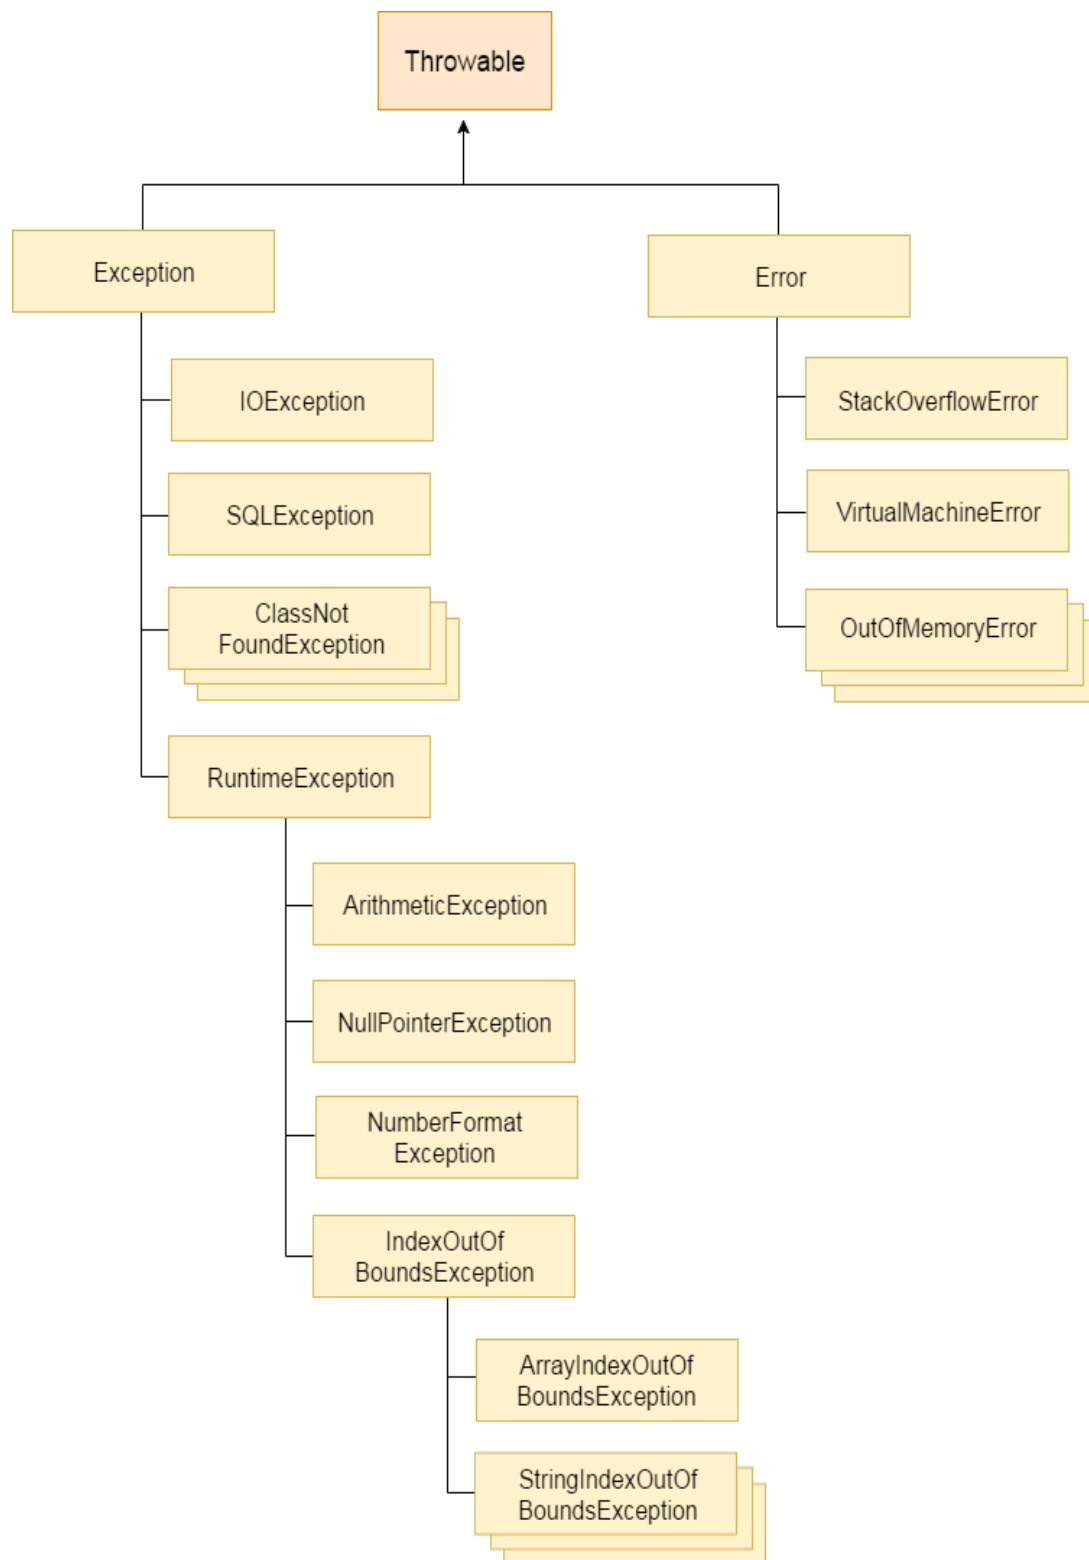 Throwable
Exception
Error
IOException
StackOverflowError
SQLException
VirtualMachineError
ClassNot
FoundException
OutOfMemoryError
RuntimeException
ArithmeticException
NullPointerException
NumberFormat
Exception
IndexOutOf
BoundsException
ArrayIndexOutOf
BoundsException
StringIndexOutOf
BoundsException